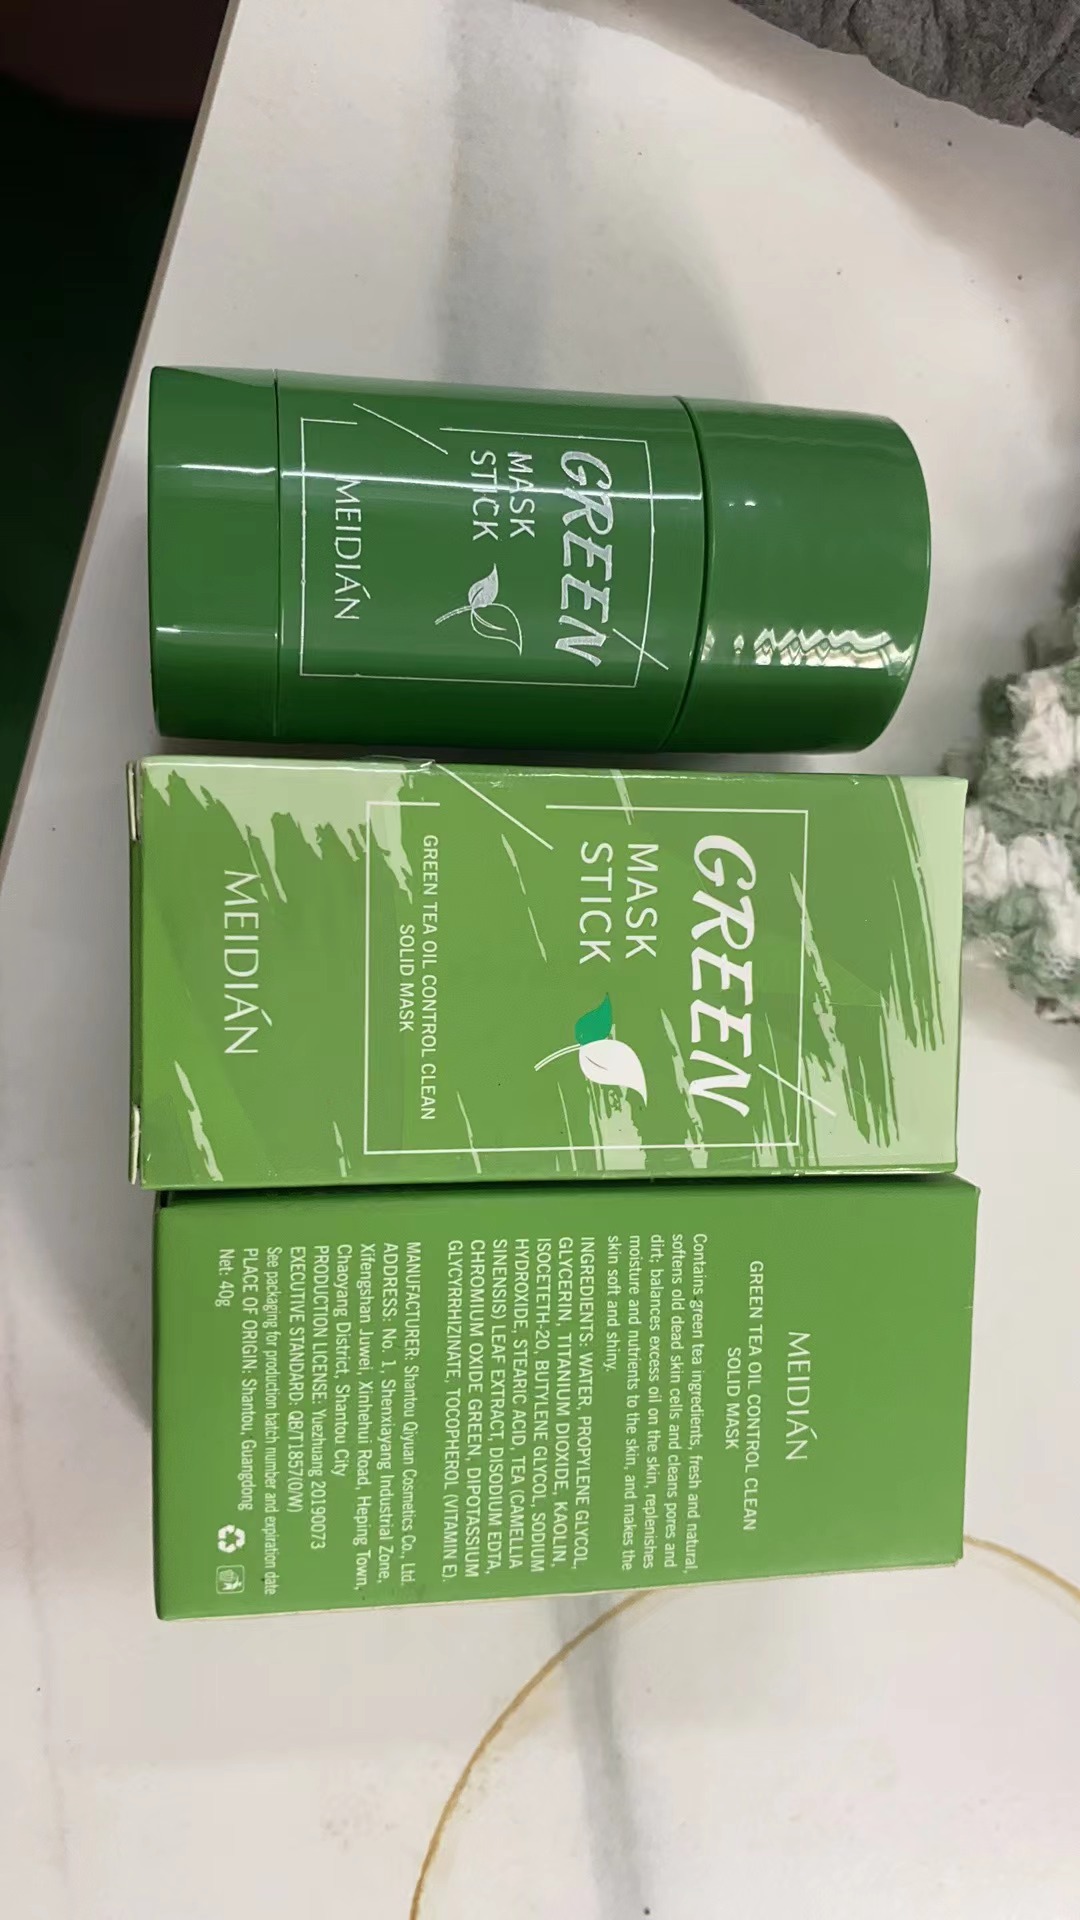 GREEN
MASK
STICK
MEIDIÁN
GREEN
MASK
STICK
GREEN TEA OIL CONTROL CLEAN
SOLID MASK
MEIDIÁN
MEIDIÁN
GREEN TEA OIL CONTROL CLEAN
SOLID MASK
Contains green tea ingredients, fresh and natural,
softens old dead skin cells and cleans pores and
dirt; balances excess oil on the skin, replenishes
moisture and nutrients to the skin, and makes the
skin soft and shiny.
INGREDIENTS: WATER, PROPYLENE GLYCOL,
GLYCERIN, TITANIUM DIOXIDE, KAOLIN,
ISOCETETH-20, BUTYLENE GLYCOL, SODIUM
HYDROXIDE, STEARIC ACID, TEA (CAMELLIA
SINENSIS) LEAF EXTRACT, DISODIUM EDTA,
CHROMIUM OXIDE GREEN, DIPOTASSIUM
GLYCYRRHIZINATE, TOCOPHEROL (VITAMIN E).
MANUFACTURER: Shantou Qiyuan Cosmetics Co., Ltd.
ADDRESS: No. 1, Shenxiayang Industrial Zone,
Xifengshan Juwei, Xinhehui Road, Heping Town,
Chaoyang District, Shantou City
PRODUCTION LICENSE: Yuezhuang 20190073
EXECUTIVE STANDARD: QB/T1857(O/W)
See packaging for production batch number and expiration date
PLACE OF ORIGIN: Shantou, Guangdong
Net: 40g